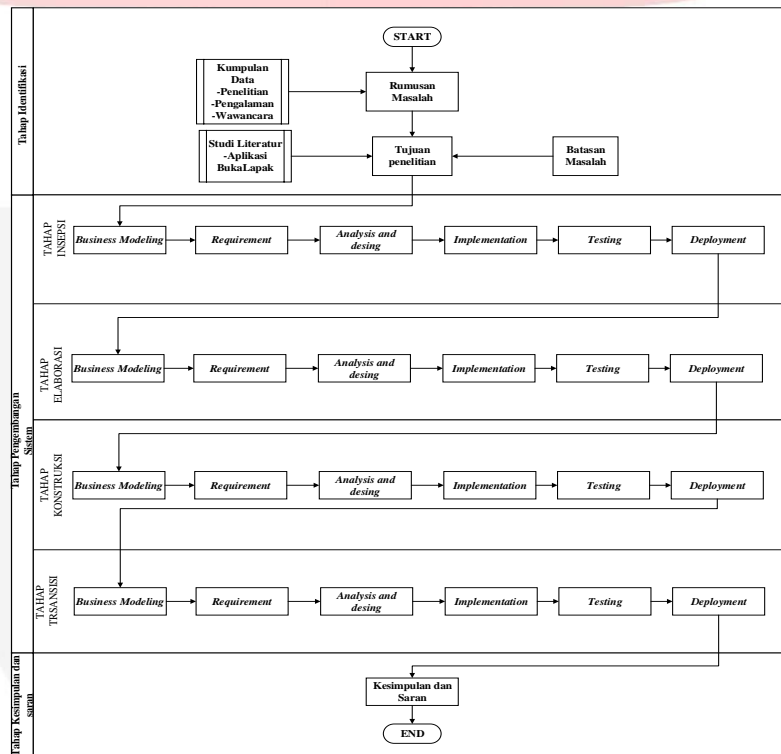 Tahap Identifikasi
START
Kumpulan
Data
-Penelitian
-Pengalaman
-Wawancara
Rumusan
Masalah
Studi Literatur
-Aplikasi
BukaLapak
Tujuan
penelitian
Batasan
Masalah
Tahap Pengembangan
Sistem
TAHAP
INSEPSI
Business Modeling
Requirement
Analysis and
desing
Implementation
Testing
Deployment
TAHAP
ELABORASI
Business Modeling
Requirement
Analysis and
desing
Implementation
Testing
Deployment
TAHAP
KONSTRUKSI
Business Modeling
Requirement
Analysis and
desing
Implementation
Testing
Deployment
TAHAP
TRSANSISI
Business Modeling
Requirement
Analysis and
desing
Implementation
Testing
Deployment
Tahap Kesimpulan dan
saran
Kesimpulan dan
Saran
END